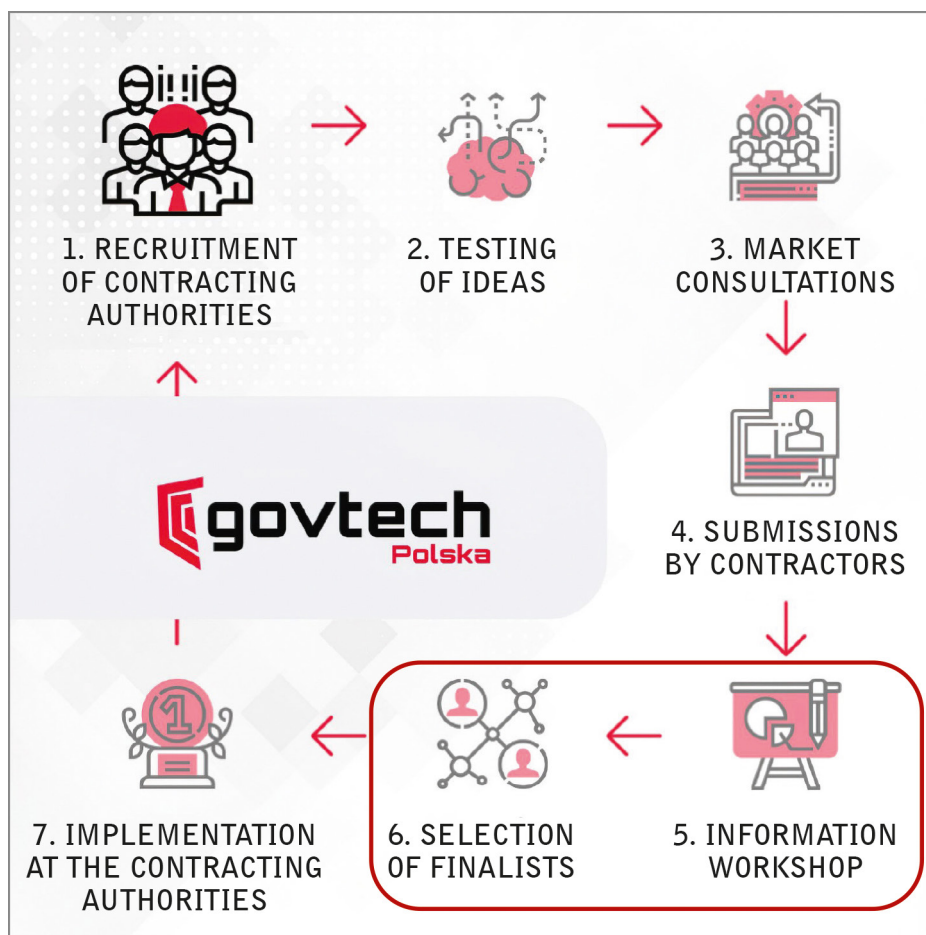 1. RECRUITMENT
OF CONTRACTING
AUTHORITIES
2. TESTING
OF IDEAS
3. MARKET
CONSULTATIONS
4. SUBMISSIONS
BY CONTRACTORS
govtech
Polska
5. INFORMATION
WORKSHOP
6. SELECTION
OF FINALISTS
7. IMPLEMENTATION
AT THE CONTRACTING
AUTHORITIES
1